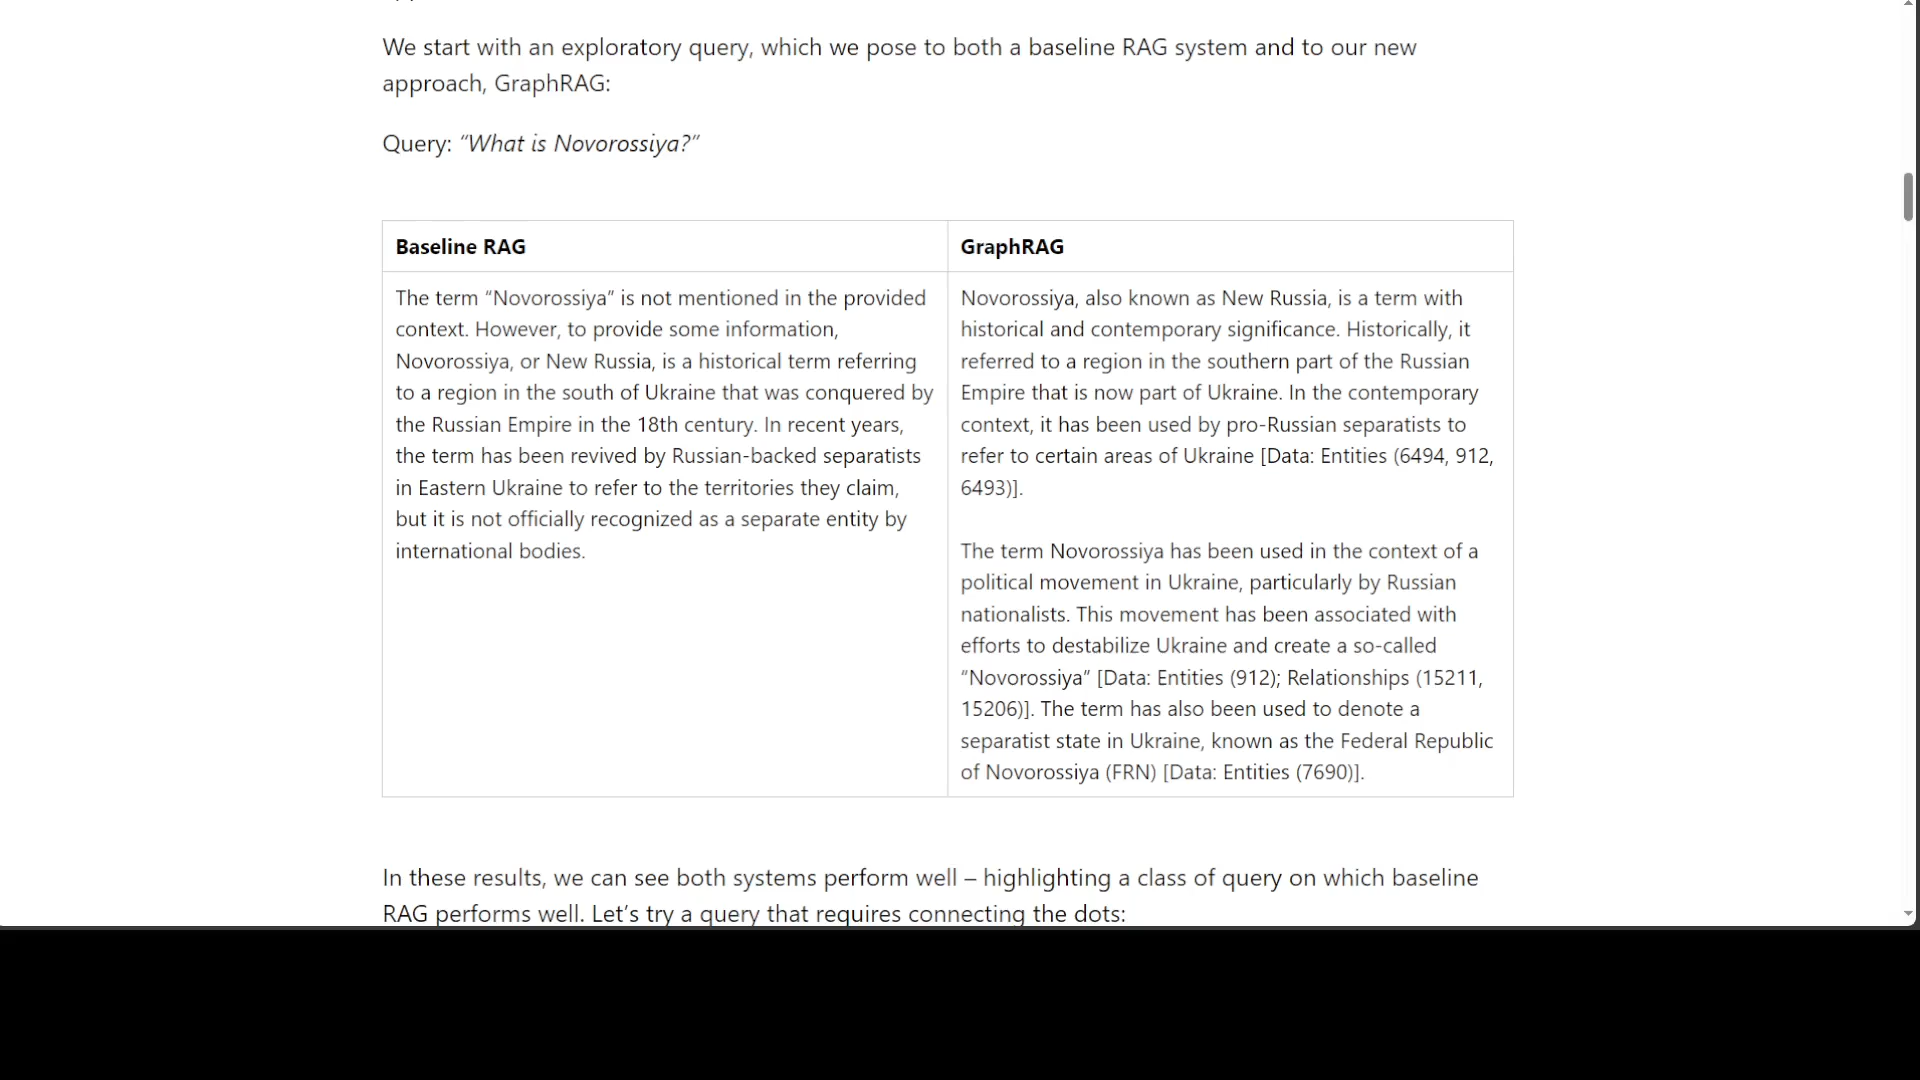 We start with an exploratory query, which we pose to both a baseline RAG system and to our new
approach, GraphRAG:
Query: “What is Novorossiya?”
Baseline RAG
The term “Novorossiya” is not mentioned in the provided
context. However, to provide some information,
Novorossiya, or New Russia, is a historical term referring
to a region in the south of Ukraine that was conquered by
the Russian Empire in the 18th century. In recent years,
the term has been revived by Russian-backed separatists
in Eastern Ukraine to refer to the territories they claim,
but it is not officially recognized as a separate entity by
international bodies.
GraphRAG
Novorossiya, also known as New Russia, is a term with
historical and contemporary significance. Historically, it
referred to a region in the southern part of the Russian
Empire that is now part of Ukraine. In the contemporary
context, it has been used by pro-Russian separatists to
refer to certain areas of Ukraine [Data: Entities (6494, 912,
6493)].
The term Novorossiya has been used in the context of a
political movement in Ukraine, particularly by Russian
nationalists. This movement has been associated with
efforts to destabilize Ukraine and create a so-called
“Novorossiya” [Data: Entities (912); Relationships (15211,
15206)]. The term has also been used to denote a
separatist state in Ukraine, known as the Federal Republic
of Novorossiya (FRN) [Data: Entities (7690)].
In these results, we can see both systems perform well – highlighting a class of query on which baseline
RAG performs well. Let’s try a query that requires connecting the dots: